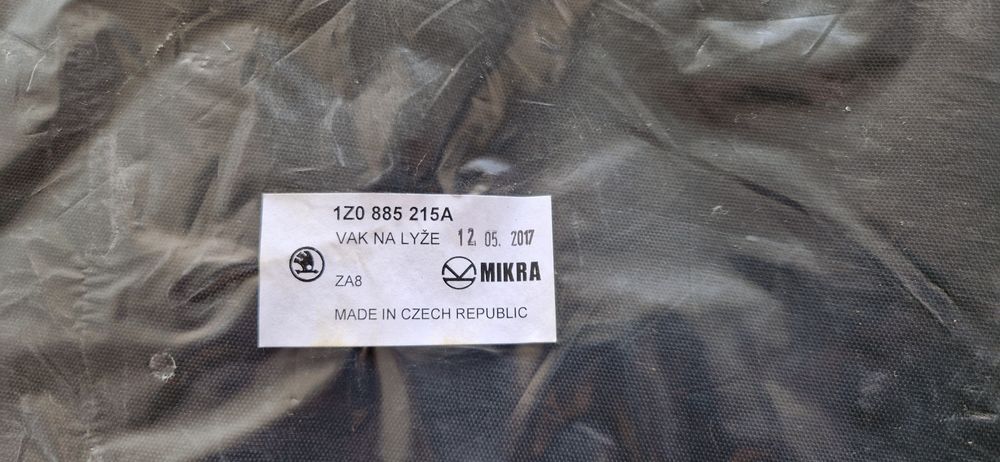 1Z0 885 215A
VAK NA LYŽE 12. 05. 2017
ZA8 MIKRA
MADE IN CZECH REPUBLIC